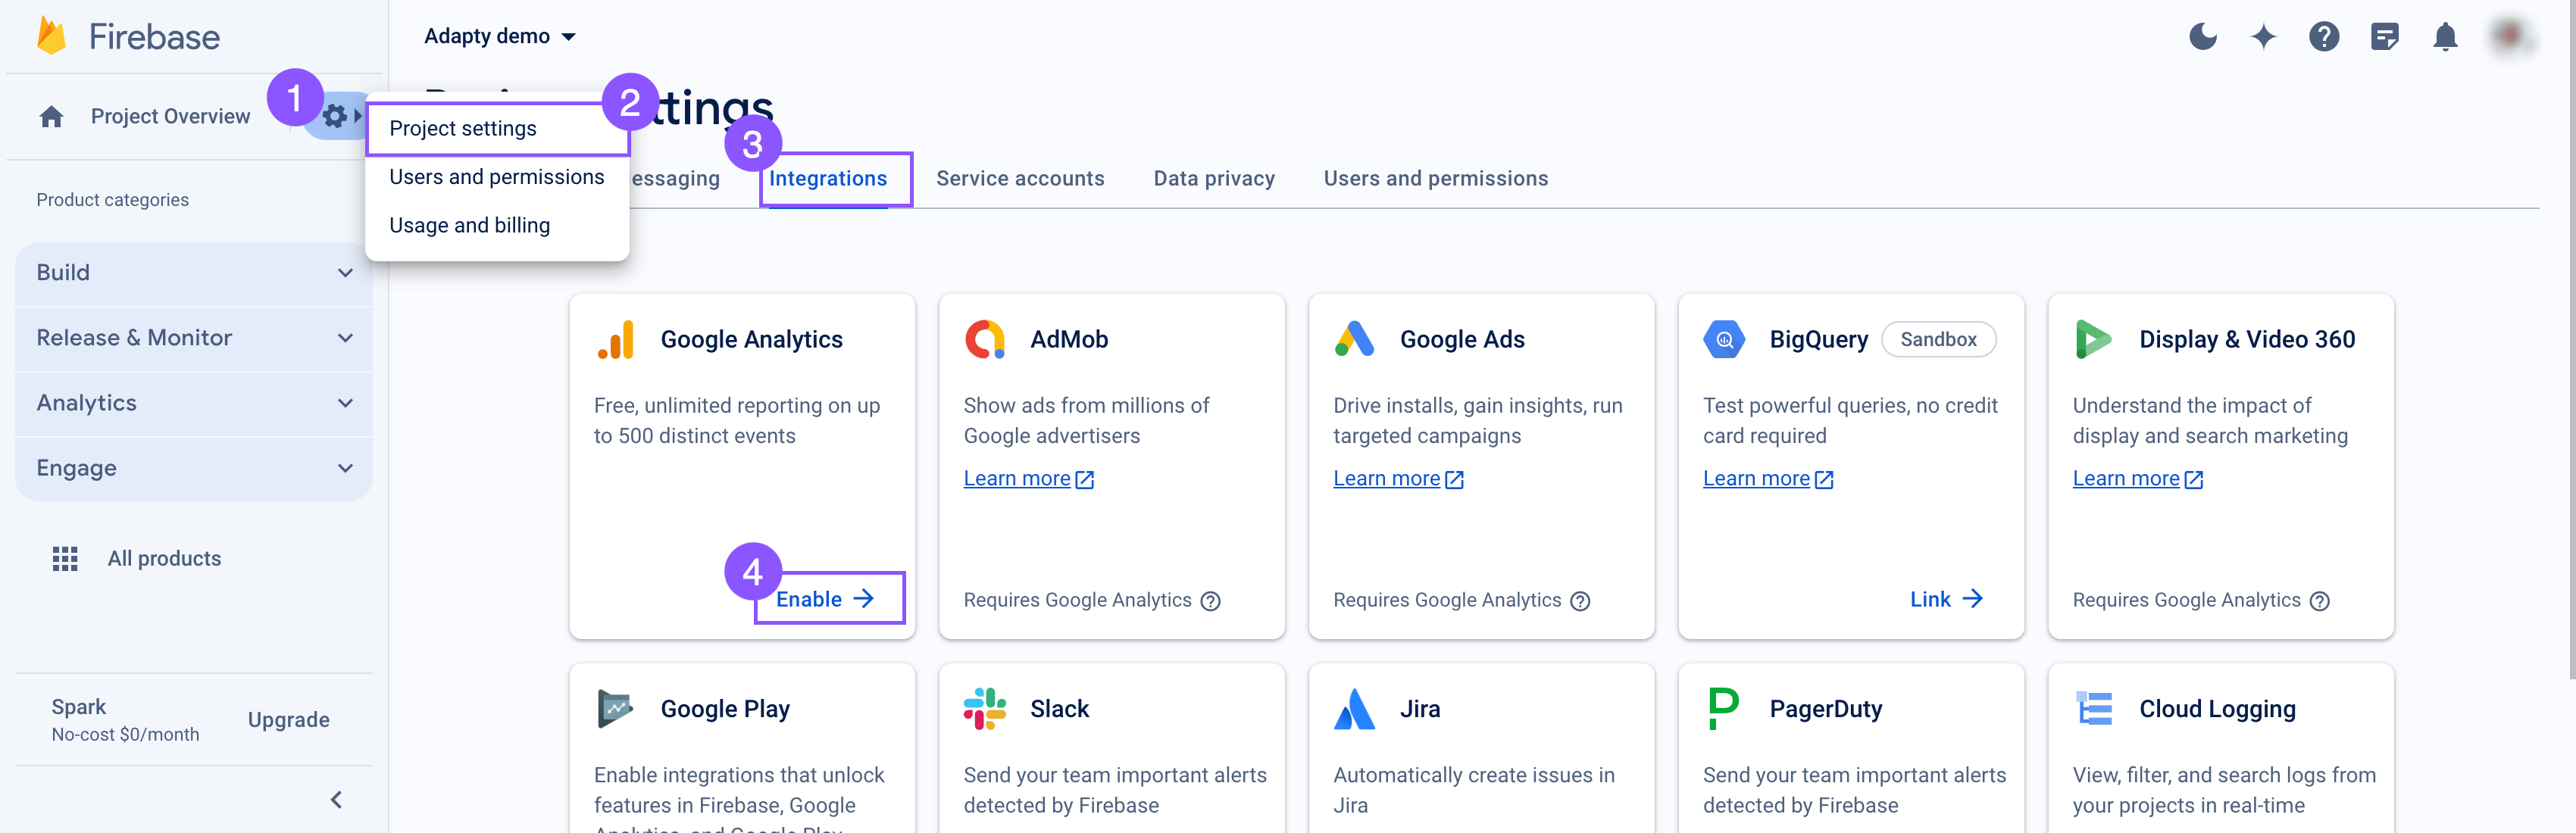 Firebase
Adapty demo
1
Project Overview
2
Project settings
Users and permissions
Usage and billing
ttings
3
essaging
Integrations
Service accounts
Data privacy
Users and permissions
Product categories
Build
Release & Monitor
Analytics
Engage
All products
Spark
No-cost $0/month
Upgrade
Google Analytics
Free, unlimited reporting on up
to 500 distinct events
4
Enable
AdMob
Show ads from millions of
Google advertisers
Learn more
Requires Google Analytics
Google Ads
Drive installs, gain insights, run
targeted campaigns
Learn more
Requires Google Analytics
BigQuery
Sandbox
Test powerful queries, no credit
card required
Learn more
Link
Display & Video 360
Understand the impact of
display and search marketing
Learn more
Requires Google Analytics
Google Play
Enable integrations that unlock
features in Firebase, Google
Analytics, and Google Play
Slack
Send your team important alerts
detected by Firebase
Jira
Automatically create issues in
Jira
PagerDuty
Send your team important alerts
detected by Firebase
Cloud Logging
View, filter, and search logs from
your projects in real-time